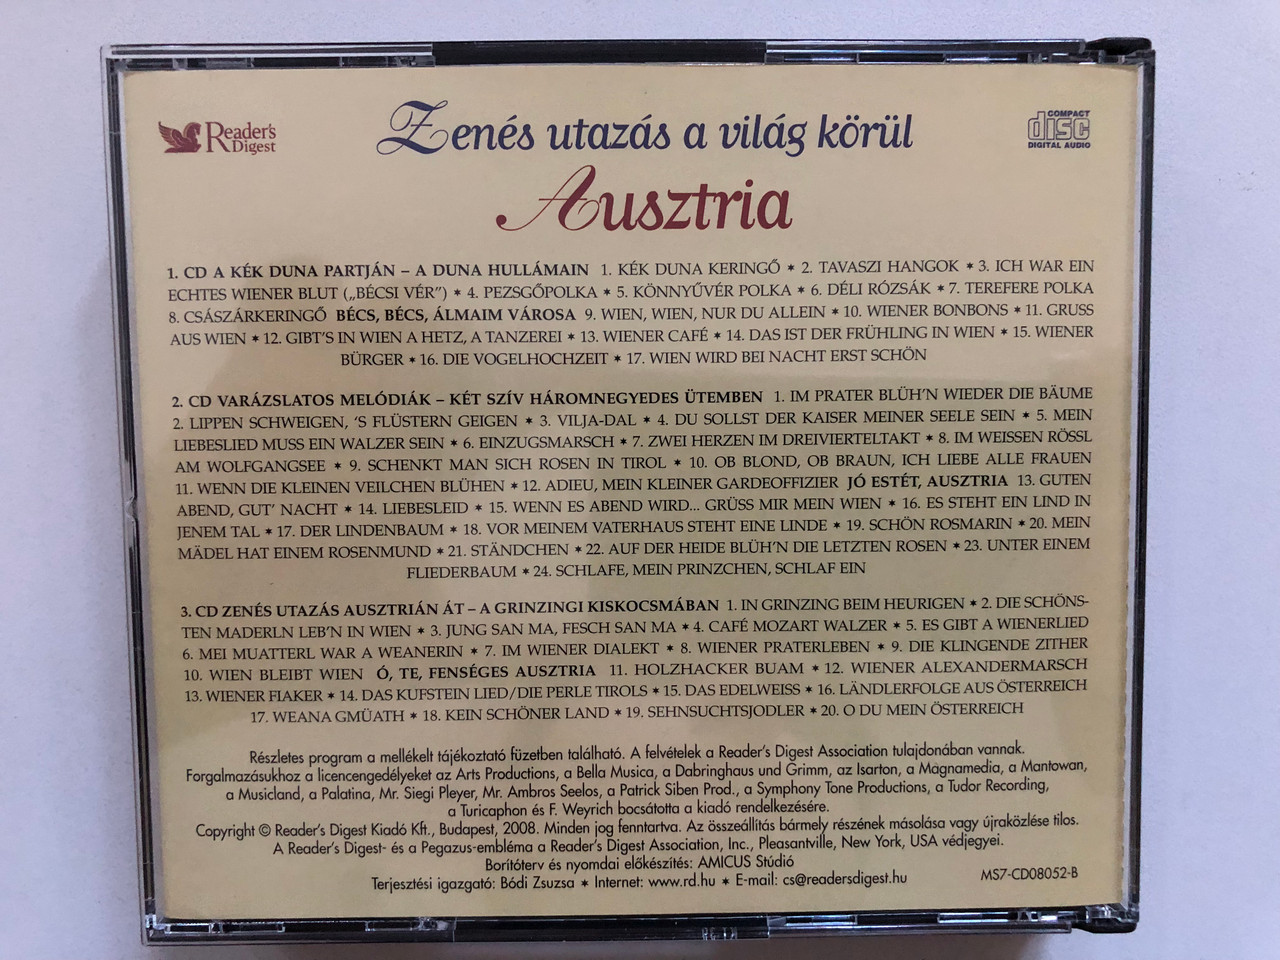 Reader's
Digest
Zenés utazás a világ körül
COMPACT
disc
DIGITAL AUDIO
Ausztria
1. CD A KÉK DUNA PARTJÁN – A DUNA HULLÁMAIN 1. KÉK DUNA KERINGŐ ✶ 2. TAVASZI HANGOK ✶ 3. ICH WAR EIN
ECHTES WIENER BLUT („BÉCSI VÉR") ✶ 4. PEZSGŐPOLKA ✶ 5. KÖNNYŰVÉR POLKA ✶ 6. DÉLI RÓZSÁK ✶ 7. TEREFERE POLKA
8. CSÁSZÁRKERINGŐ BÉCS, BÉCS, ÁLMAIM VÁROSA 9. WIEN, WIEN, NUR DU ALLEIN ✶ 10. WIENER BONBONS ✶ 11. GRUSS
AUS WIEN ✶ 12. GIBT'S IN WIEN A HETZ, A TANZEREI ✶ 13. WIENER CAFÉ ✶ 14. DAS IST DER FRÜHLING IN WIEN ✶ 15. WIENER
BÜRGER ✶ 16. DIE VOGELHOCHZEIT ✶ 17. WIEN WIRD BEI NACHT ERST SCHÖN
2. CD VARÁZSLATOS MELÓDIÁK – KÉT SZÍV HÁROMNEGYEDES ÜTEMBEN 1. IM PRATER BLÜH'N WIEDER DIE BÄUME
2. LIPPEN SCHWEIGEN, 'S FLÜSTERN GEIGEN ✶ 3. VILJA-DAL ✶ 4. DU SOLLST DER KAISER MEINER SEELE SEIN ✶ 5. MEIN
LIEBESLIED MUSS EIN WALZER SEIN ✶ 6. EINZUGSMARSCH ✶ 7. ZWEI HERZEN IM DREIVIERTELTAKT ✶ 8. IM WEISSEN RÖSSL
AM WOLFGANGSEE ✶ 9. SCHENKT MAN SICH ROSEN IN TIROL ✶ 10. OB BLOND, OB BRAUN, ICH LIEBE ALLE FRAUEN
11. WENN DIE KLEINEN VEILCHEN BLÜHEN ✶ 12. ADIEU, MEIN KLEINER GARDEOFFIZIER JÓ ESTÉT, AUSZTRIA 13. GUTEN
ABEND, GUT' NACHT ✶ 14. LIEBESLEID ✶ 15. WENN ES ABEND WIRD... GRÜSS MIR MEIN WIEN ✶ 16. ES STEHT EIN LIND IN
JENEM TAL ✶ 17. DER LINDENBAUM ✶ 18. VOR MEINEM VATERHAUS STEHT EINE LINDE ✶ 19. SCHÖN ROSMARIN ✶ 20. MEIN
MÄDEL HAT EINEM ROSENMUND ✶ 21. STÄNDCHEN ✶ 22. AUF DER HEIDE BLÜH'N DIE LETZTEN ROSEN ✶ 23. UNTER EINEM
FLIEDERBAUM ✶ 24. SCHLAFE, MEIN PRINZCHEN, SCHLAF EIN
3. CD ZENÉS UTAZÁS AUSZTRIÁN ÁT – A GRINZINGI KISKOCSMÁBAN 1. IN GRINZING BEIM HEURIGEN ✶ 2. DIE SCHÖNS-
TEN MADERLN LEB'N IN WIEN ✶ 3. JUNG SAN MA, FESCH SAN MA ✶ 4. CAFÉ MOZART WALZER ✶ 5. ES GIBT A WIENERLIED
6. MEI MUATTERL WAR A WEANERIN ✶ 7. IM WIENER DIALEKT ✶ 8. WIENER PRATERLEBEN ✶ 9. DIE KLINGENDE ZITHER
10. WIEN BLEIBT WIEN Ó, TE, FENSÉGES AUSZTRIA 11. HOLZHACKER BUAM ✶ 12. WIENER ALEXANDERMARSCH
13. WIENER FIAKER ✶ 14. DAS KUFSTEIN LIED/DIE PERLE TIROLS ✶ 15. DAS EDELWEISS ✶ 16. LÄNDLERFOLGE AUS ÖSTERREICH
17. WEANA GMÜATH ✶ 18. KEIN SCHÖNER LAND ✶ 19. SEHNSUCHTSJODLER ✶ 20. O DU MEIN ÖSTERREICH
Részletes program a mellékelt tájékoztató füzetben található. A felvételek a Reader's Digest Association tulajdonában vannak.
Forgalmazásukhoz a licencengedélyeket az Arts Productions, a Bella Musica, a Dabringhaus und Grimm, az Isarton, a Magnamedia, a Mantowan,
a Musicland, a Palatina, Mr. Siegi Pleyer, Mr. Ambros Seelos, a Patrick Siben Prod., a Symphony Tone Productions, a Tudor Recording,
a Turicaphon és F. Weyrich bocsátotta a kiadó rendelkezésére.
Copyright © Reader's Digest Kiadó Kft., Budapest, 2008. Minden jog fenntartva. Az összeállítás bármely részének másolása vagy újraközlése tilos.
A Reader's Digest- és a Pegazus-embléma a Reader's Digest Association, Inc., Pleasantville, New York, USA védjegyei.
Borítóterv és nyomdai előkészítés: AMICUS Stúdió
Terjesztési igazgató: Bódi Zsuzsa ✶ Internet: www.rd.hu ✶ E-mail: cs@readersdigest.hu
MS7-CD08052-B